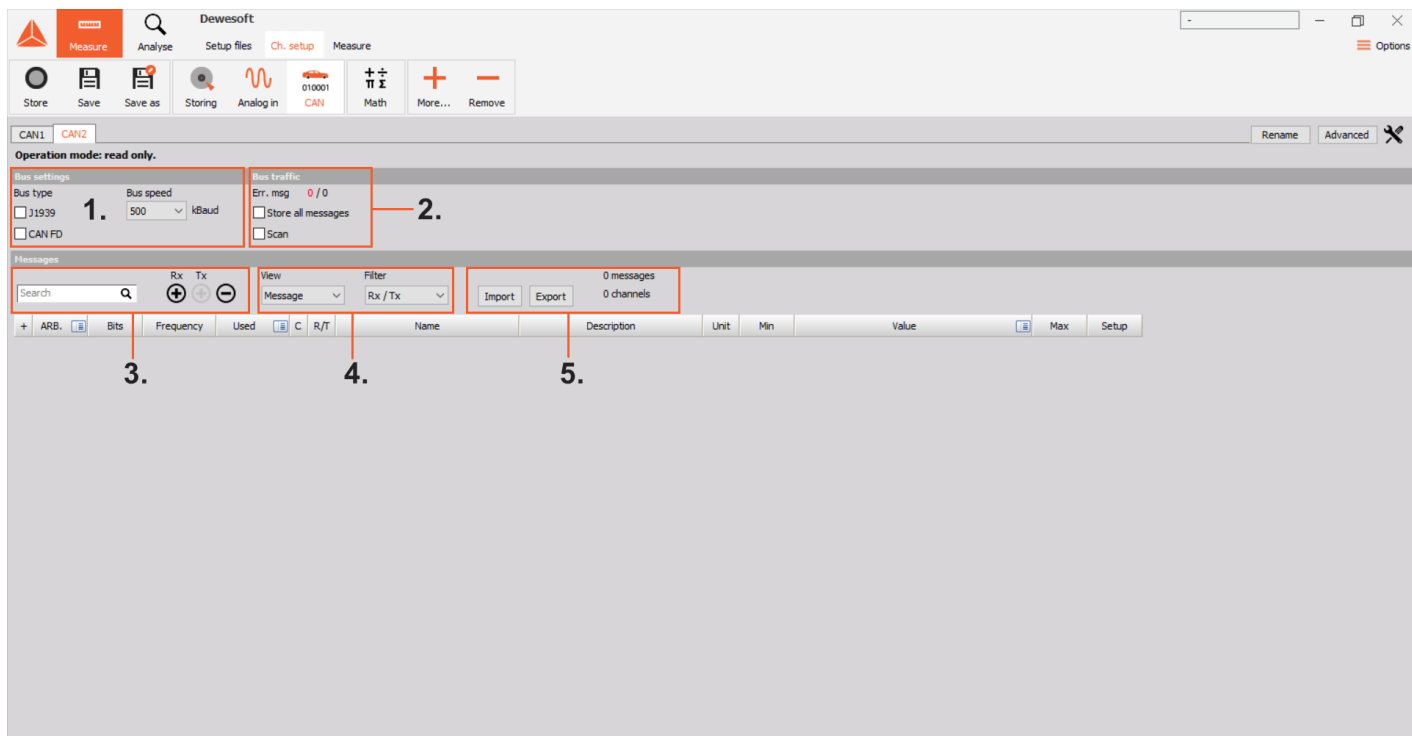 Dewesoft
-
Measure Analyse Setup files Ch. setup Measure
Options
010001
+ ÷
π Σ
Store Save Save as Storing Analog in CAN Math More... Remove
CAN1 CAN2 Rename Advanced
Operation mode: read only.
Bus settings Bus traffic
Bus type Bus speed Err. msg 0 / 0
J1939 1. 500 kBaud Store all messages 2.
CAN FD Scan
Messages
Rx Tx View Filter 0 messages
Search Message Rx / Tx Import Export 0 channels
+ ARB. Bits Frequency Used C R/T Name Description Unit Min Value Max Setup
3. 4. 5.